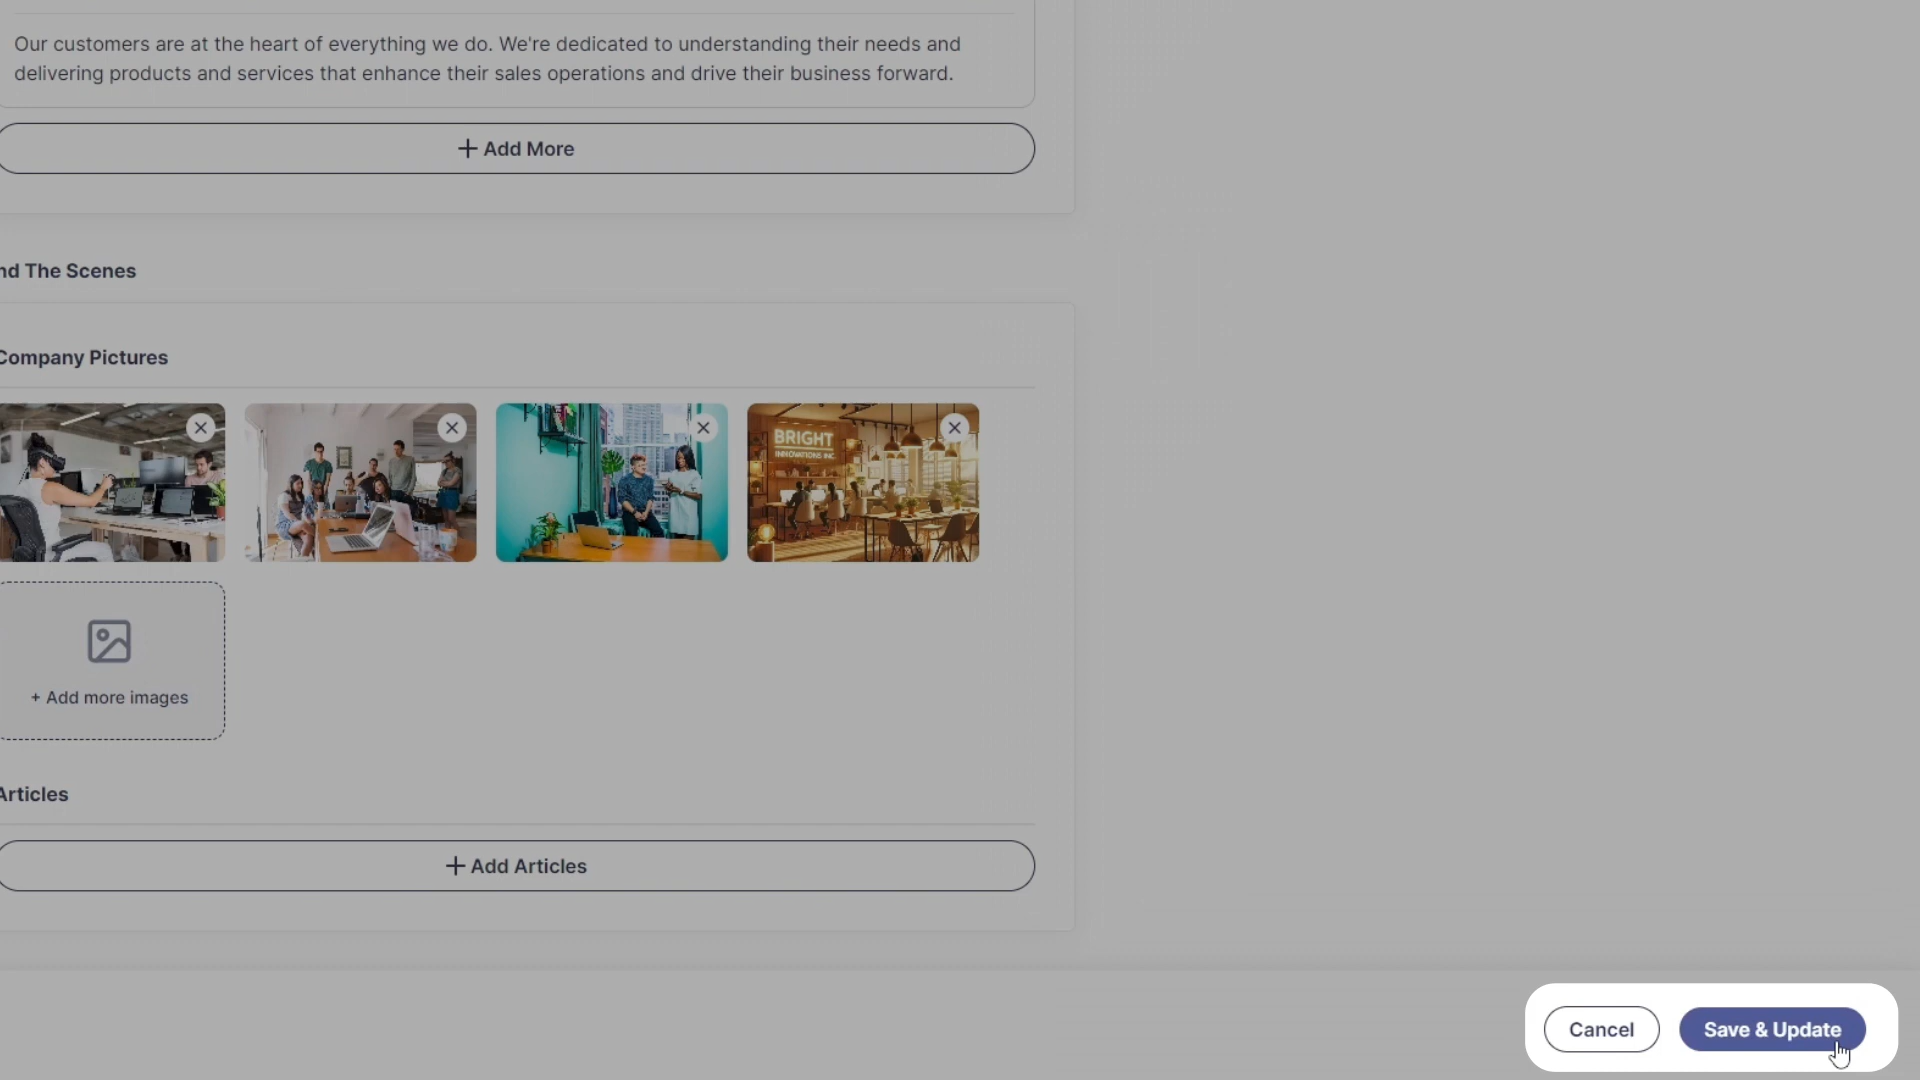 Our customers are at the heart of everything we do. We're dedicated to understanding their needs and
delivering products and services that enhance their sales operations and drive their business forward.
+ Add More
nd The Scenes
Company Pictures
BRIGHT
INNOVATIONS INC.
+ Add more images
Articles
+ Add Articles
Cancel
Save & Update